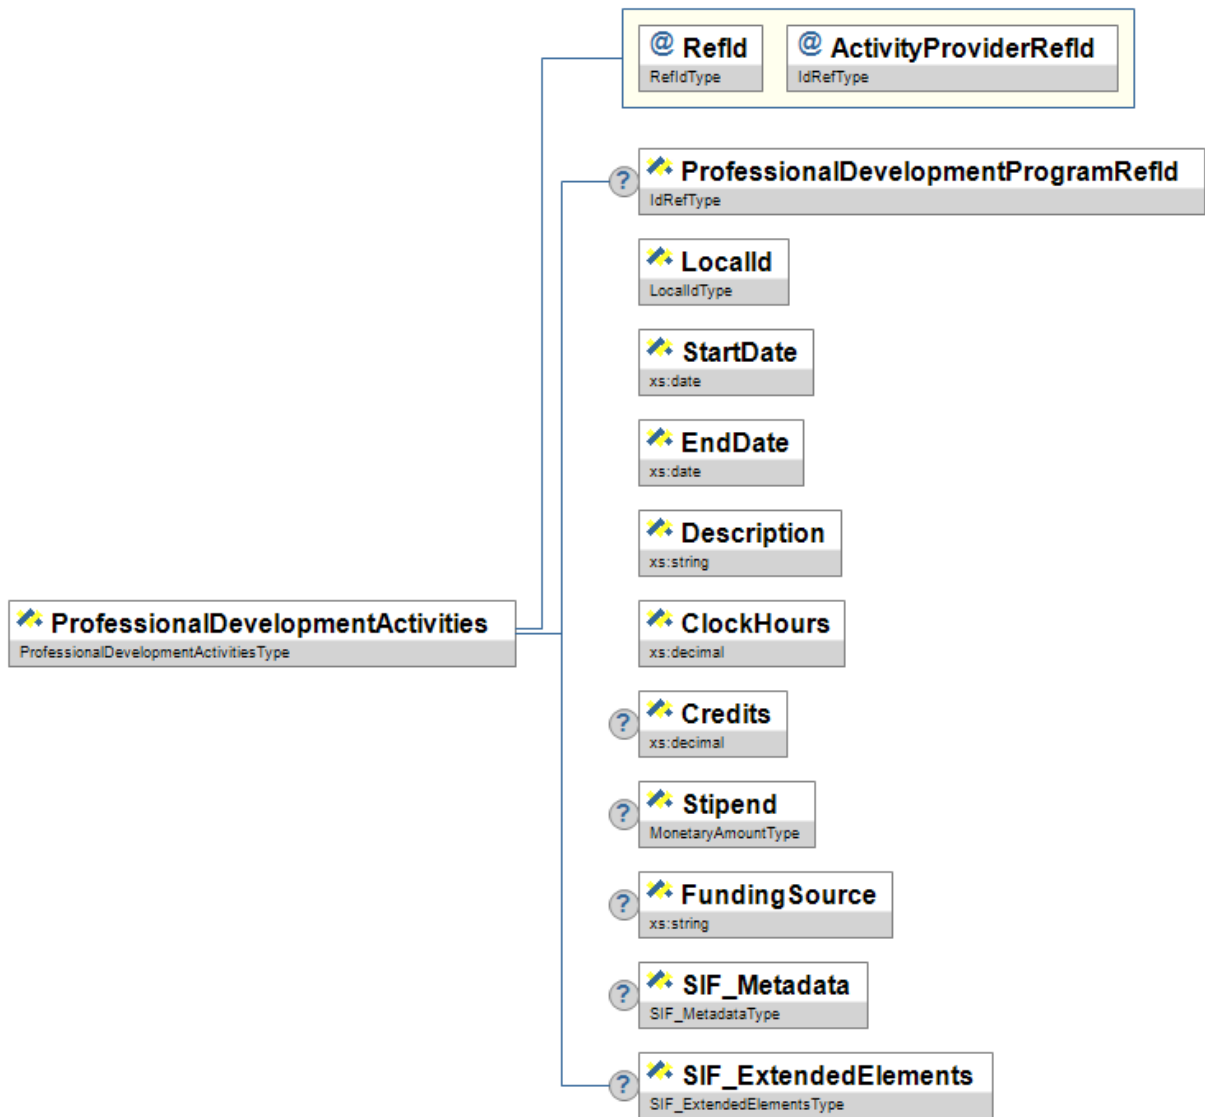 @ RefId @ ActivityProviderRefId
RefIdType IdRefType
? ProfessionalDevelopmentProgramRefId
IdRefType
LocalId
LocalIdType
StartDate
xs:date
EndDate
xs:date
Description
xs:string
ProfessionalDevelopmentActivities
ProfessionalDevelopmentActivitiesType
ClockHours
xs:decimal
? Credits
xs:decimal
? Stipend
MonetaryAmountType
? FundingSource
xs:string
? SIF_Metadata
SIF_MetadataType
? SIF_ExtendedElements
SIF_ExtendedElementsType